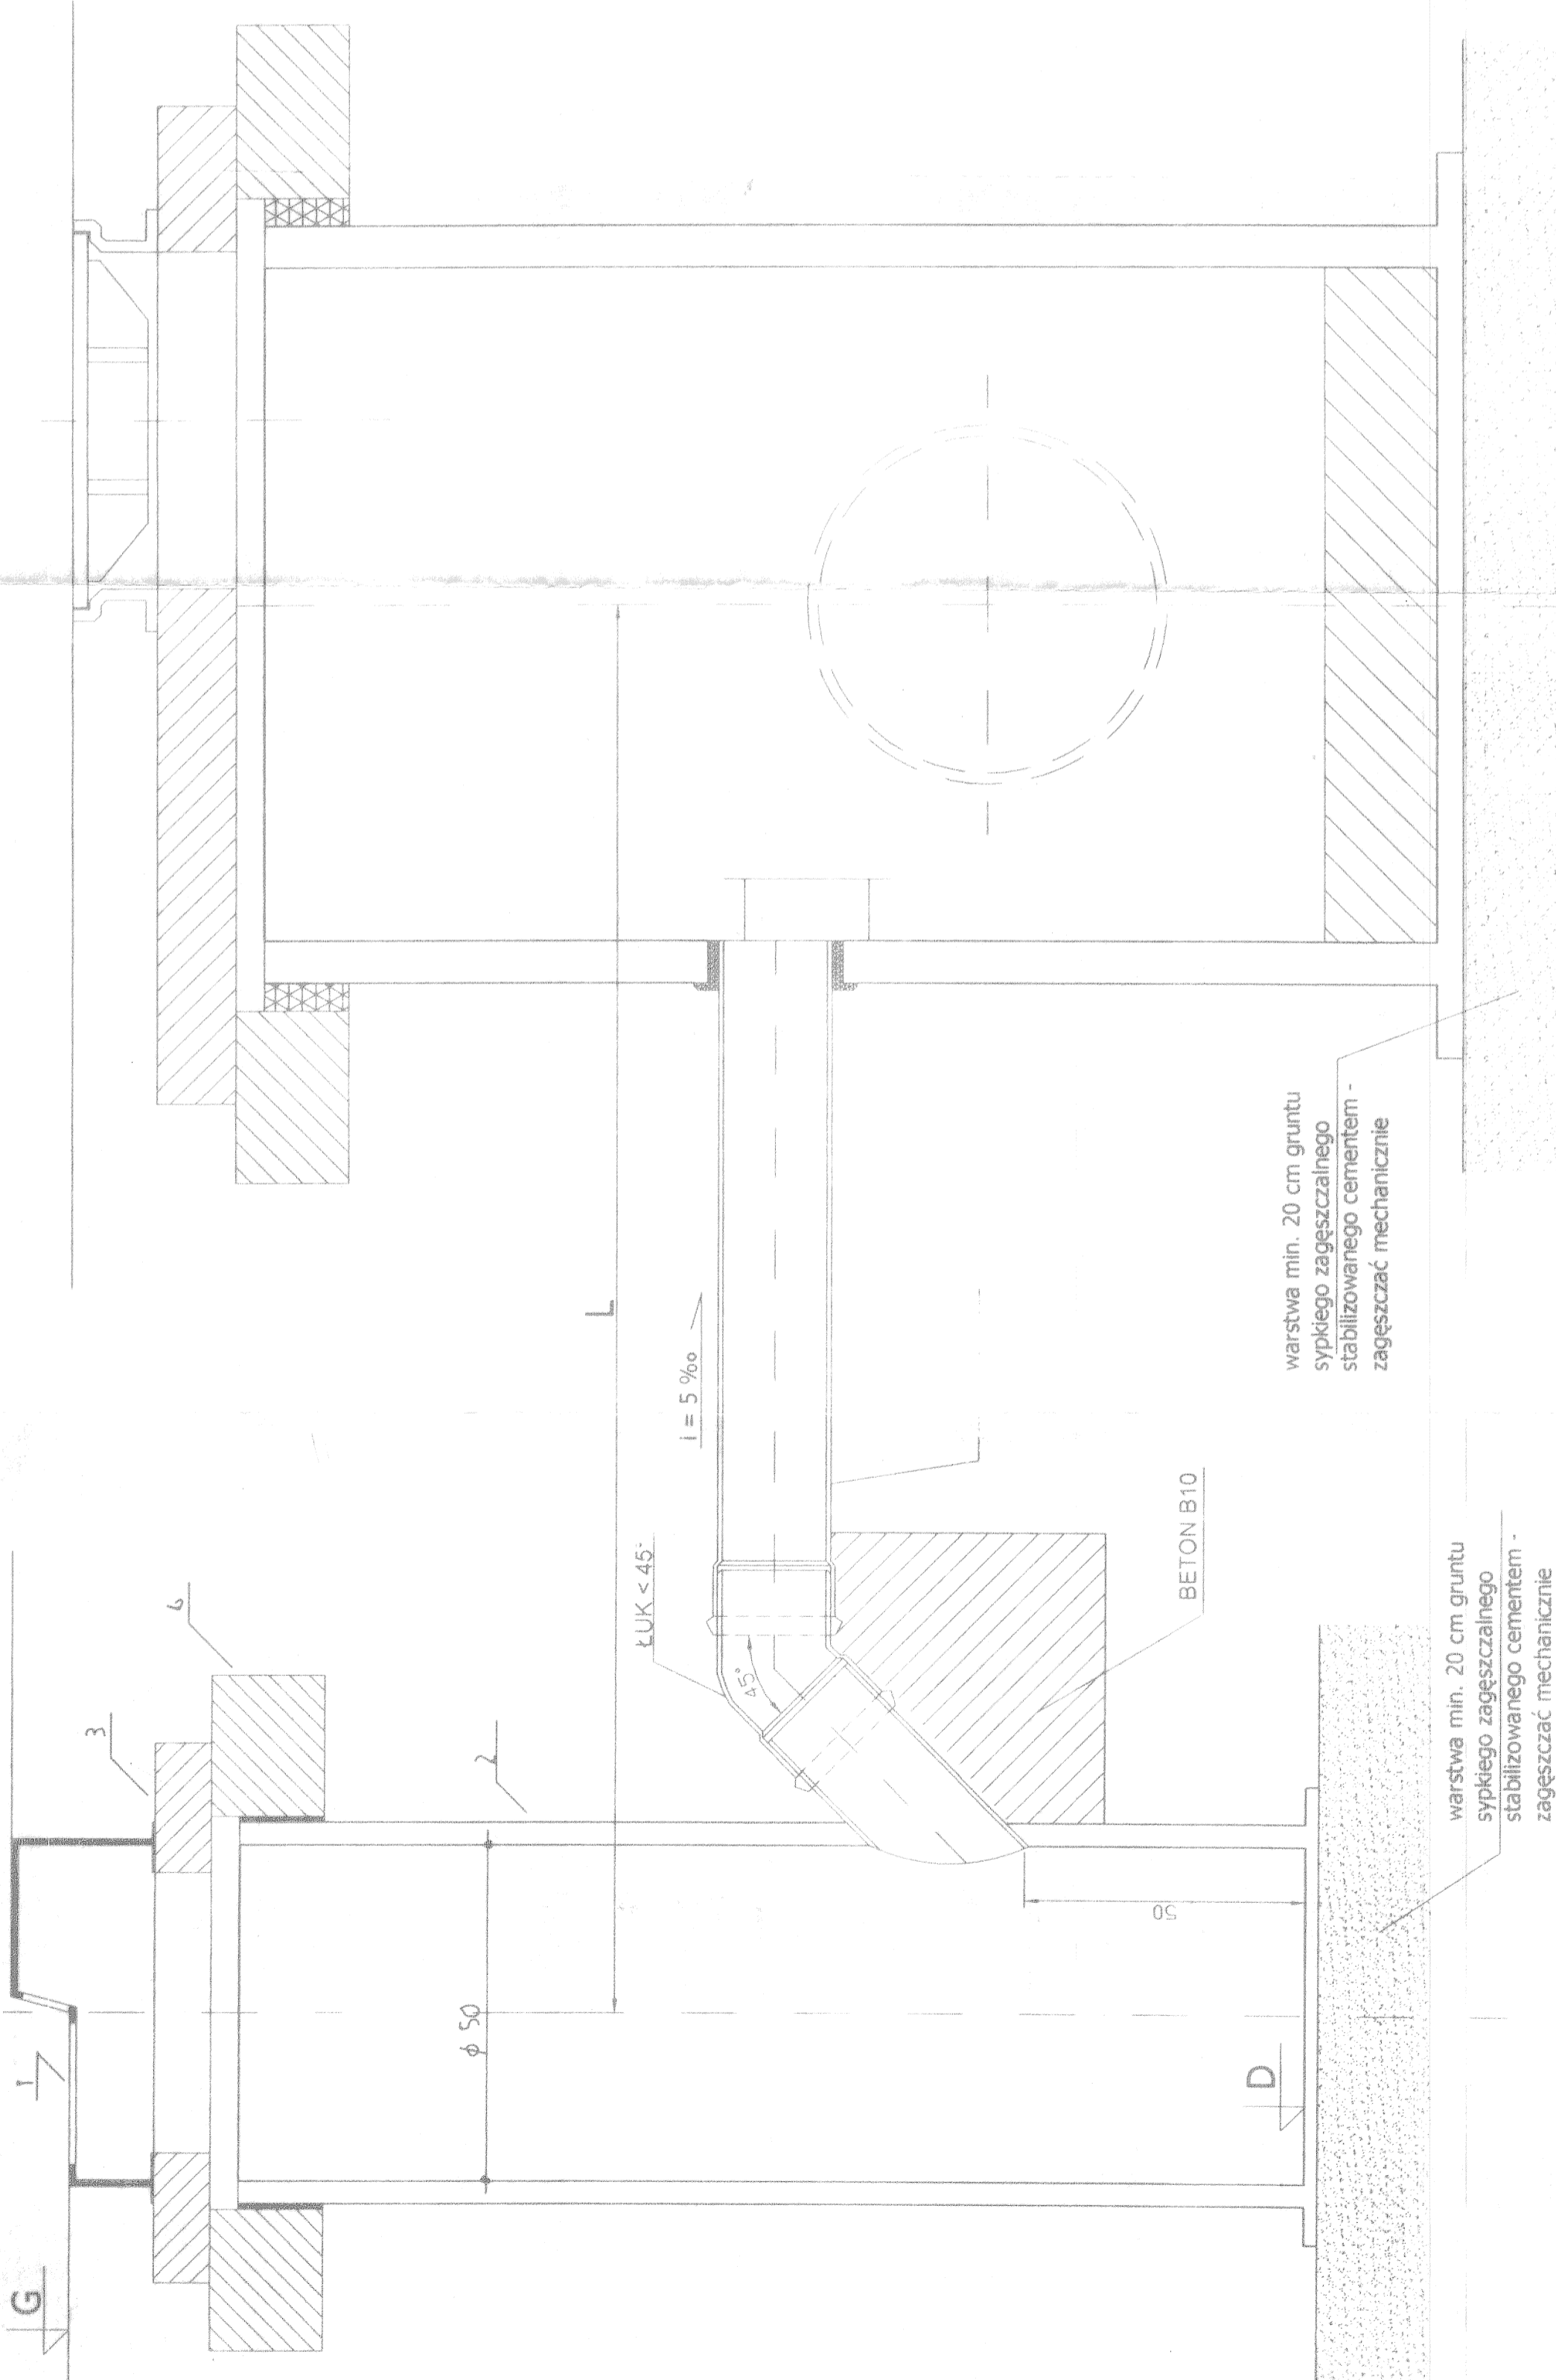 G
1
3
4
2
ϕ 50
L
ŁUK < 45°
i = 5 ‰
45°
BETON B10
50
D
warstwa min. 20 cm gruntu
sypkiego zagęszczalnego
stabilizowanego cementem -
zagęszczać mechanicznie
warstwa min. 20 cm gruntu
sypkiego zagęszczalnego
stabilizowanego cementem -
zagęszczać mechanicznie